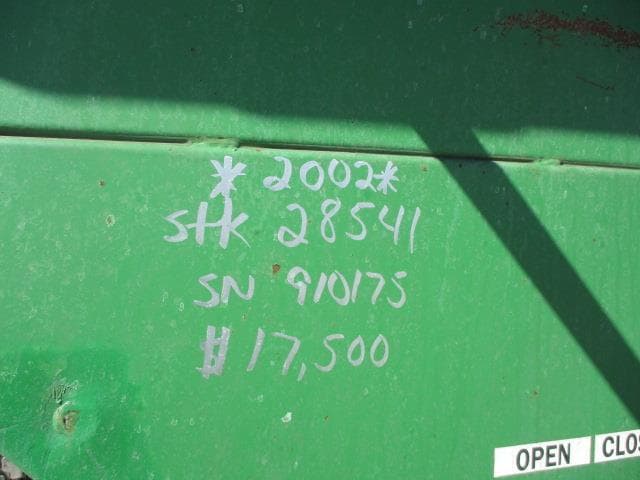 *2002*
Stk 28541
SN 910175
$17,500
OPEN CLOS